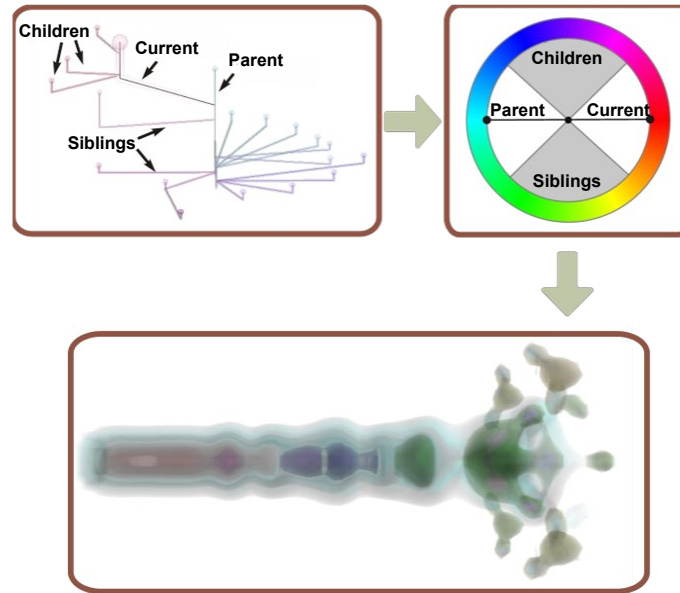 Children
Current
Parent
Siblings
Children
Parent
Current
Siblings